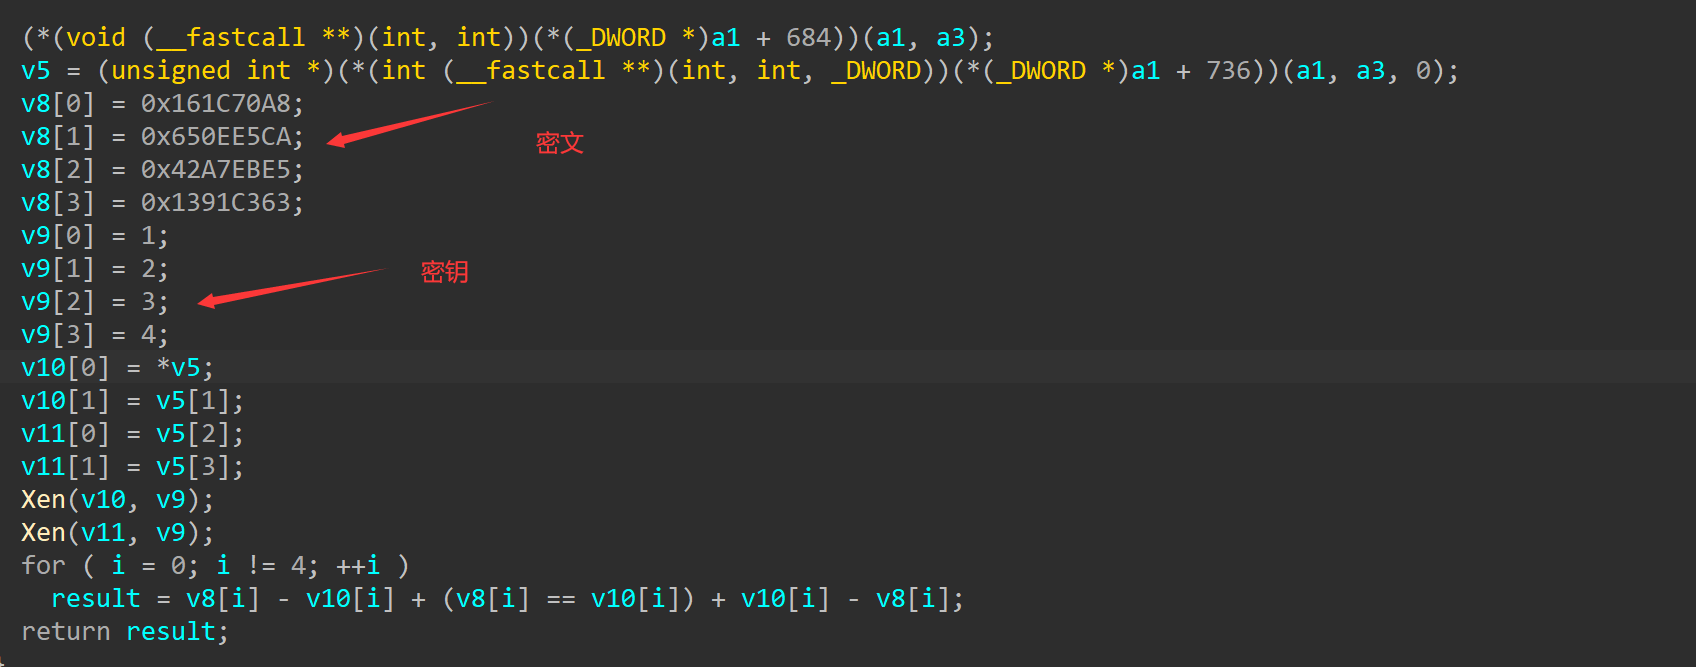 (*(void (__fastcall **)(int, int))(*(_DWORD *)a1 + 684))(a1, a3);
v5 = (unsigned int *)(*(int (__fastcall **)(int, int, _DWORD))(*(_DWORD *)a1 + 736))(a1, a3, 0);
v8[0] = 0x161C70A8;
v8[1] = 0x650EE5CA;
密文
v8[2] = 0x42A7EBE5;
v8[3] = 0x1391C363;
v9[0] = 1;
v9[1] = 2;
密钥
v9[2] = 3;
v9[3] = 4;
v10[0] = *v5;
v10[1] = v5[1];
v11[0] = v5[2];
v11[1] = v5[3];
Xen(v10, v9);
Xen(v11, v9);
for ( i = 0; i != 4; ++i )
result = v8[i] - v10[i] + (v8[i] == v10[i]) + v10[i] - v8[i];
return result;